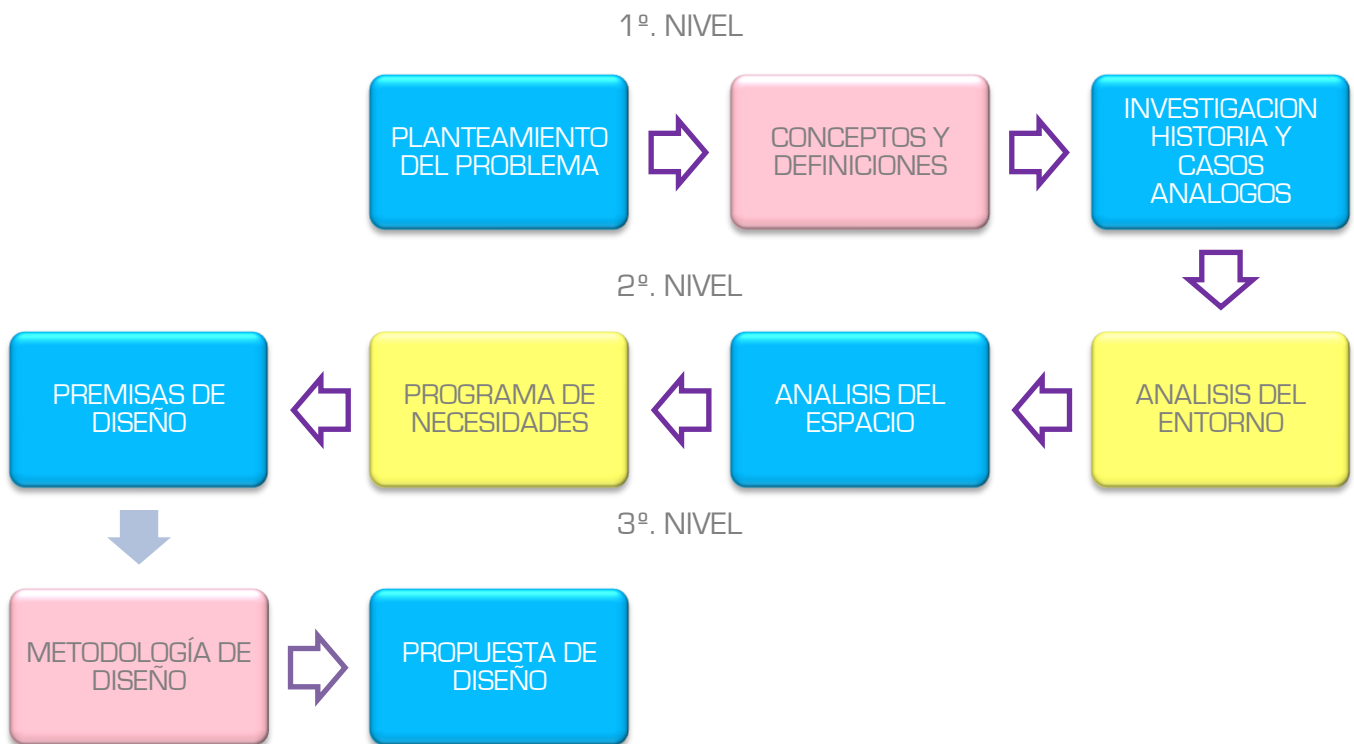 1º. NIVEL
PLANTEAMIENTO
DEL PROBLEMA
CONCEPTOS Y
DEFINICIONES
INVESTIGACION
HISTORIA Y
CASOS
ANALOGOS
2º. NIVEL
PREMISAS DE
DISEÑO
PROGRAMA DE
NECESIDADES
ANALISIS DEL
ESPACIO
ANALISIS DEL
ENTORNO
3º. NIVEL
METODOLOGÍA DE
DISEÑO
PROPUESTA DE
DISEÑO